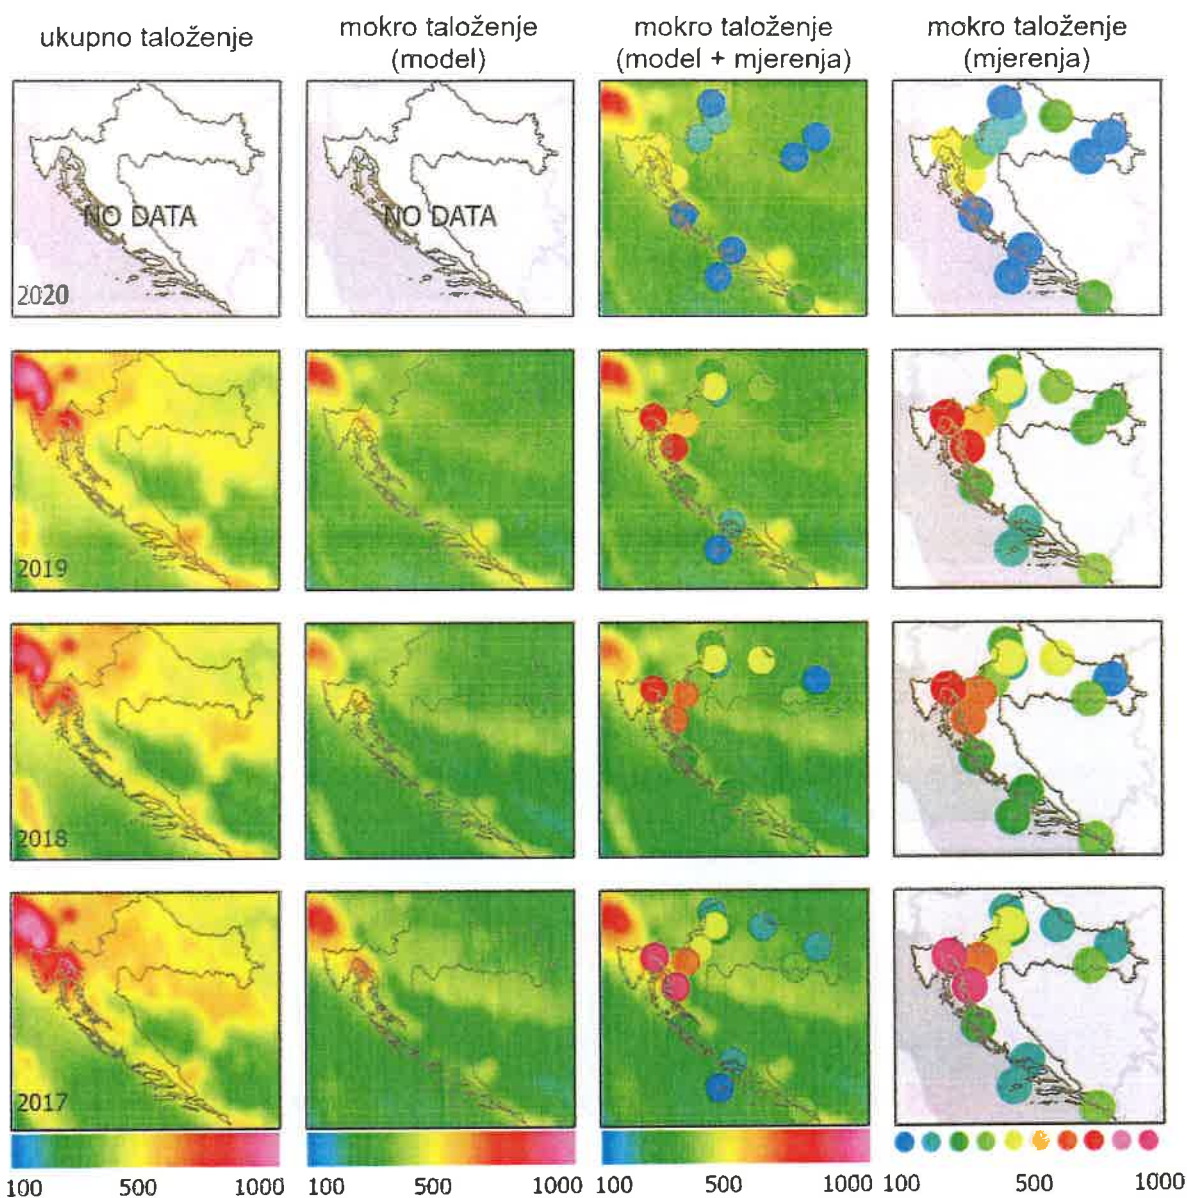 ukupno taloženje
mokro taloženje
(model)
mokro taloženje
(model + mjerenja)
mokro taloženje
(mjerenja)
NO DATA
2020
NO DATA
2019
2018
2017
100 500 1000
100 500 1000
100 500 1000
100 500 1000